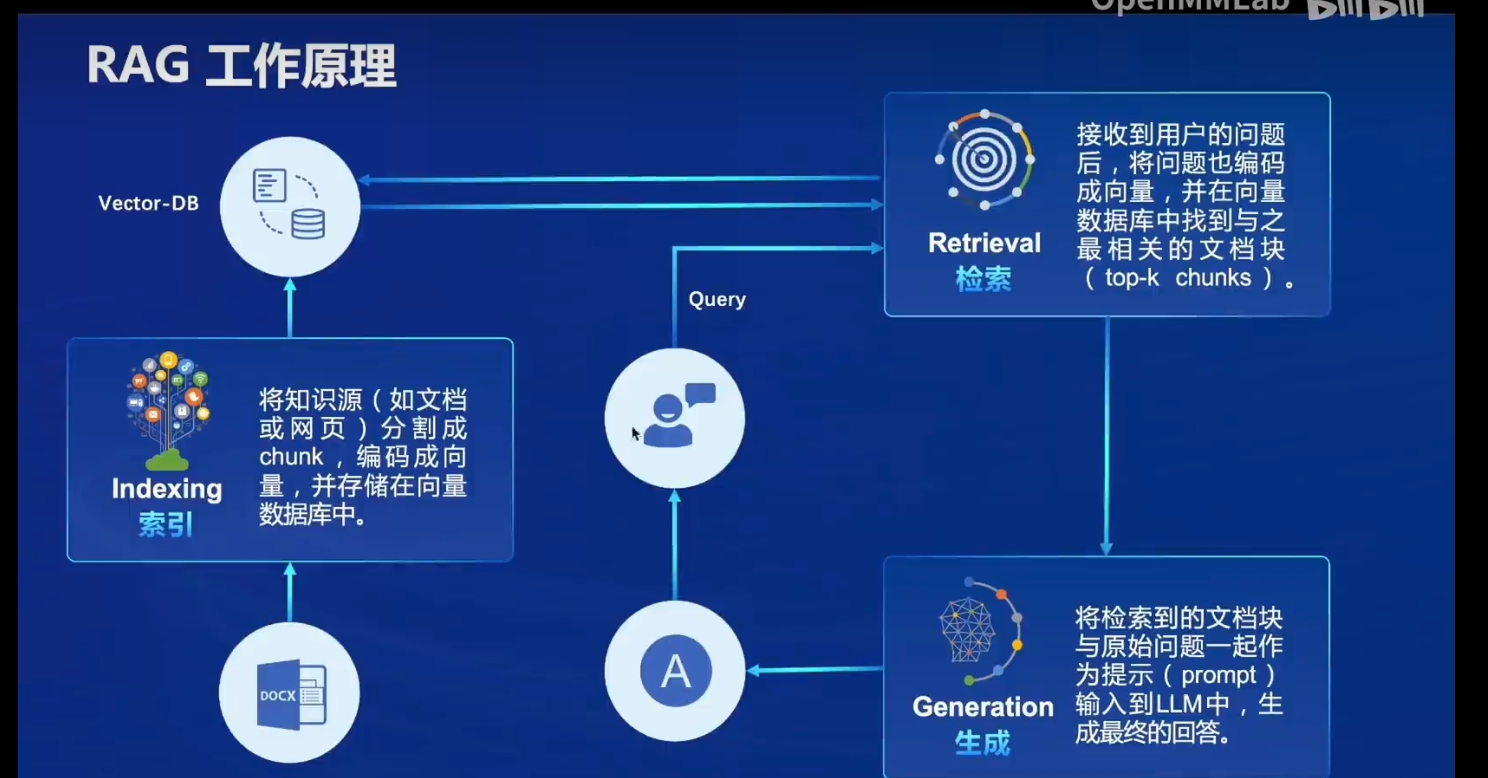 OpenMMLab bilibili
RAG 工作原理
Vector-DB
接收到用户的问题
后，将问题也编码
成向量，并在向量
数据库中找到与之
最相关的文档块
（ top-k chunks ）。
Retrieval
检索
Query
将知识源（如文档
或网页）分割成
chunk，编码成向
量，并存储在向量
数据库中。
Indexing
索引
DOCX
A
将检索到的文档块
与原始问题一起作
为提示（prompt）
输入到LLM中，生
成最终的回答。
Generation
生成